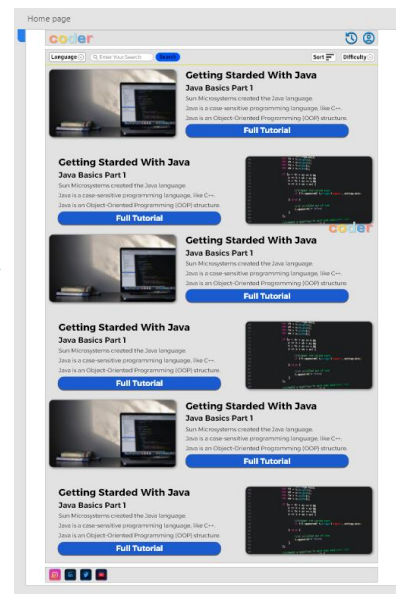 Home page
coder
Language
Enter Your Search
Search
Sort
Difficulty
Getting Starded With Java
Java Basics Part 1
Sun Microsystems created the Java language.
Java is a case-sensitive programming language, like C++.
Java is an Object-Oriented Programming (OOP) structure.
Full Tutorial
Getting Starded With Java
Java Basics Part 1
Sun Microsystems created the Java language.
Java is a case-sensitive programming language, like C++.
Java is an Object-Oriented Programming (OOP) structure.
Full Tutorial
coder
Getting Starded With Java
Java Basics Part 1
Sun Microsystems created the Java language.
Java is a case-sensitive programming language, like C++.
Java is an Object-Oriented Programming (OOP) structure.
Full Tutorial
Getting Starded With Java
Java Basics Part 1
Sun Microsystems created the Java language.
Java is a case-sensitive programming language, like C++.
Java is an Object-Oriented Programming (OOP) structure.
Full Tutorial
Getting Starded With Java
Java Basics Part 1
Sun Microsystems created the Java language.
Java is a case-sensitive programming language, like C++.
Java is an Object-Oriented Programming (OOP) structure.
Full Tutorial
Getting Starded With Java
Java Basics Part 1
Sun Microsystems created the Java language.
Java is a case-sensitive programming language, like C++.
Java is an Object-Oriented Programming (OOP) structure.
Full Tutorial